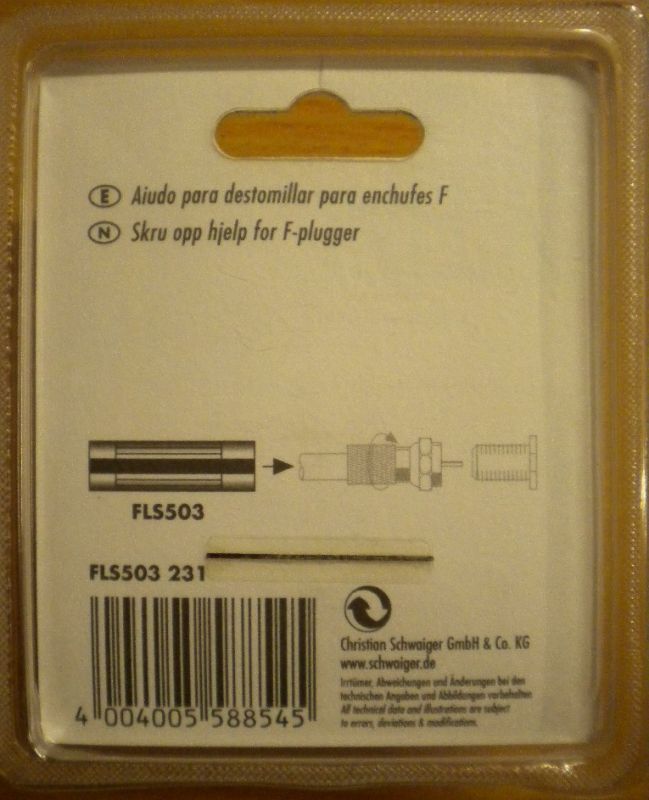 E Aiudo para destomillar para enchufes F
N Skru opp hjelp for F-plugger
FLS503
FLS503 231
4 004005 588545
Christian Schwaiger GmbH & Co. KG
www.schwaiger.de
Irrtümer, Abweichungen und Änderungen bei den
technischen Angaben und Abbildungen vorbehalten
All technical data and illustrations are subject
to errors, deviations & modifications.